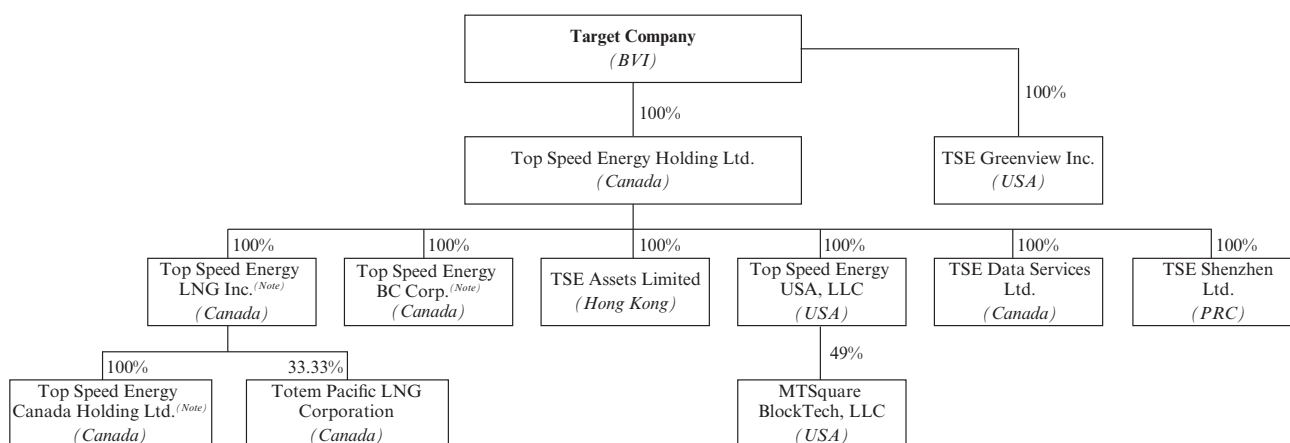 Target Company
(BVI)
100%
100%
Top Speed Energy Holding Ltd.
(Canada)
TSE Greenview Inc.
(USA)
100%
100%
100%
100%
100%
100%
Top Speed Energy
LNG Inc.(Note)
(Canada)
Top Speed Energy
BC Corp.(Note)
(Canada)
TSE Assets Limited
(Hong Kong)
Top Speed Energy
USA, LLC
(USA)
TSE Data Services
Ltd.
(Canada)
TSE Shenzhen
Ltd.
(PRC)
100%
33.33%
49%
Top Speed Energy
Canada Holding Ltd.(Note)
(Canada)
Totem Pacific LNG
Corporation
(Canada)
MTSquare
BlockTech, LLC
(USA)